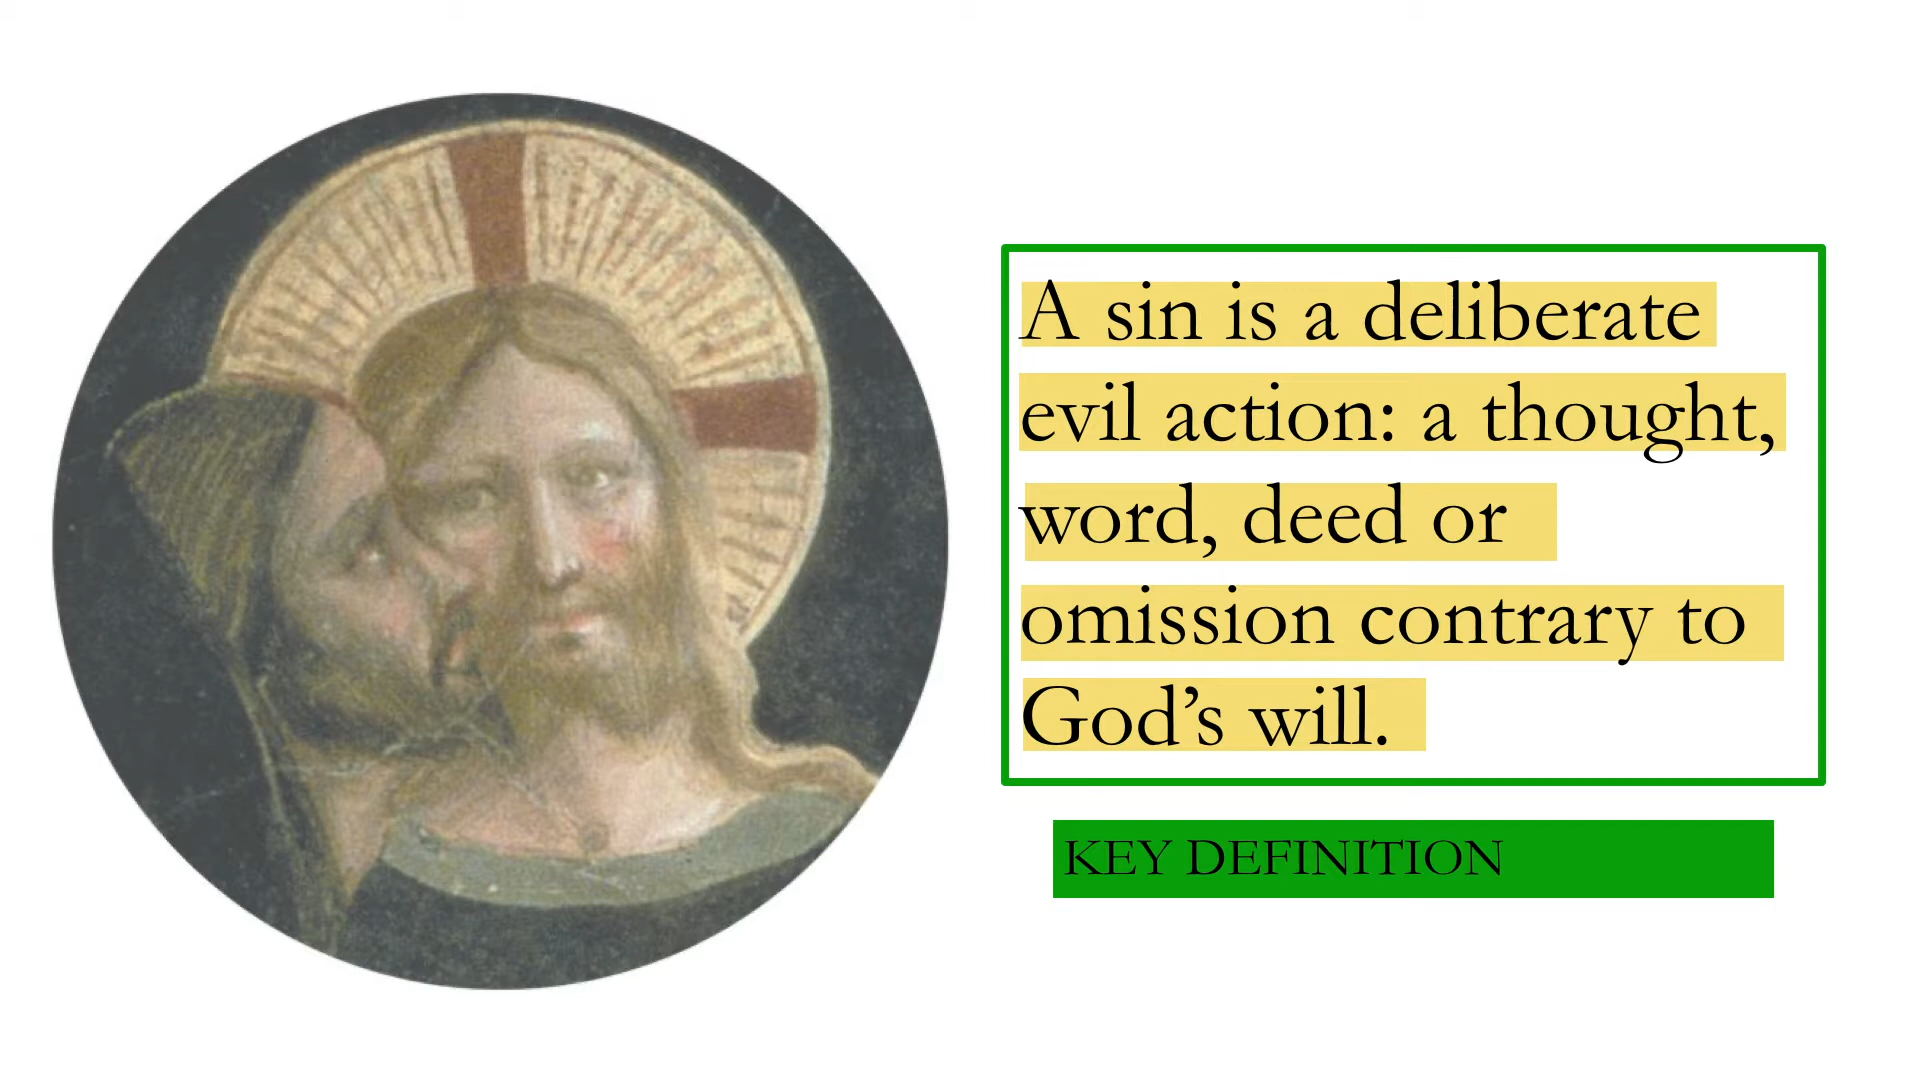 A sin is a deliberate
evil action: a thought,
word, deed or
omission contrary to
God’s will.
KEY DEFINITION